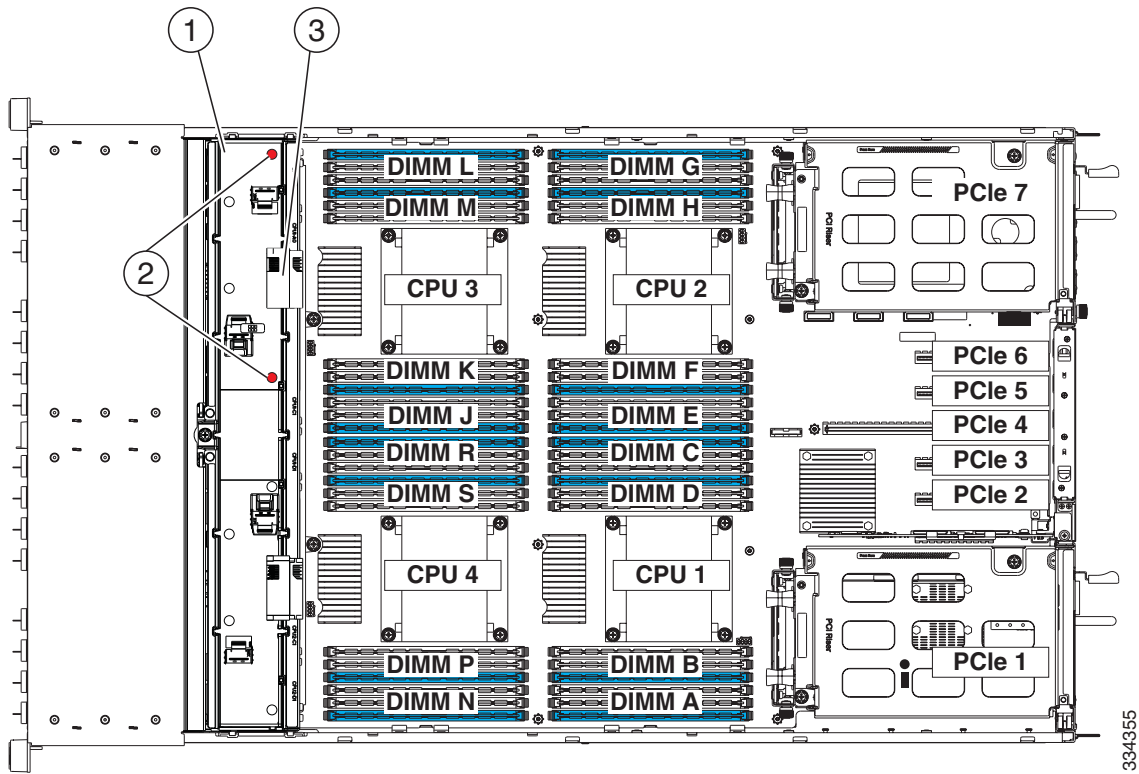 1
3
2
DIMM L
DIMM G
DIMM M
DIMM H
PCIe 7
PCI Riser
CPU 3
CPU 2
DIMM K
DIMM F
PCIe 6
PCIe 5
DIMM J
DIMM E
PCIe 4
DIMM R
DIMM C
PCIe 3
DIMM S
DIMM D
PCIe 2
CPU 4
CPU 1
PCI Riser
DIMM P
DIMM B
PCIe 1
DIMM N
DIMM A
334355